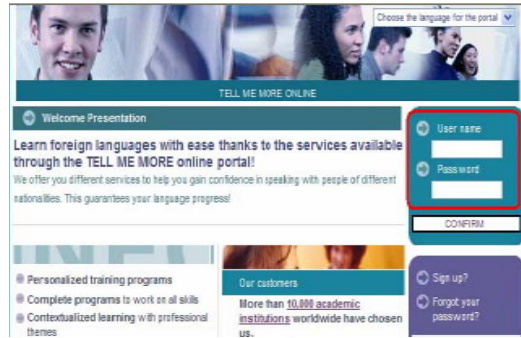 Choose the language for the portal
TELL ME MORE ONLINE
Welcome Presentation
Learn foreign languages with ease thanks to the services available
through the TELL ME MORE online portal!
We offer you different services to help you gain confidence in speaking with people of different
nationalities. This guarantees your language progress!
User name
Password
CONFIRM
Personalized training programs
Complete programs to work on all skills
Contextualized learning with professional
themes
Our customers
More than 10,000 academic
institutions worldwide have chosen
us.
Sign up?
Forgot your
password?